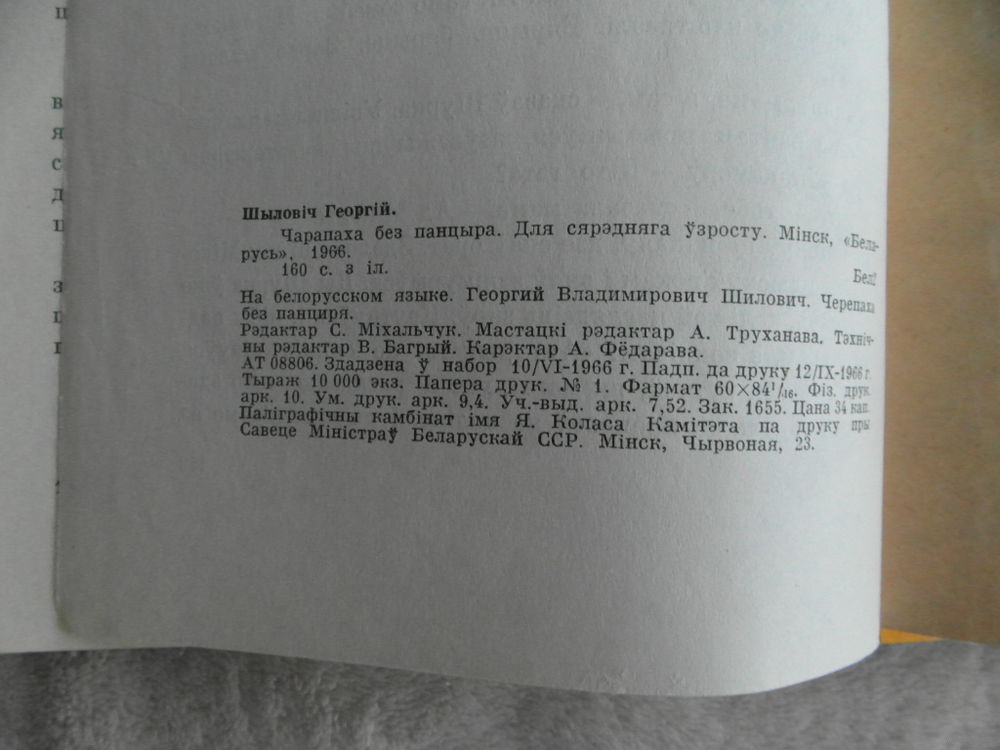 Шыловіч Георгій.
Чарапаха без панцыра. Для сярэдняга ўзросту. Мінск, «Бела-
русь», 1966.
160 с. з іл.
Бел2
На белорусском языке. Георгий Владимирович Шилович. Черепаха
без панциря.
Рэдактар С. Міхальчук. Мастацкі рэдактар А. Труханава. Тэхніч-
ны рэдактар В. Багрый. Карэктар А. Фёдарава.
АТ 08806. Здадзена ў набор 10/VI-1966 г. Падп. да друку 12/IX-1966 г.
Тыраж 10 000 экз. Папера друк. № 1. Фармат 60×84¹/₁₆. Фіз. друк.
арк. 10. Ум. друк. арк. 9,4. Уч.-выд. арк. 7,52. Зак. 1655. Цана 34 кап.
Паліграфічны камбінат імя Я. Коласа Камітэта па друку пры
Савеце Міністраў Беларускай ССР. Мінск, Чырвоная, 23.